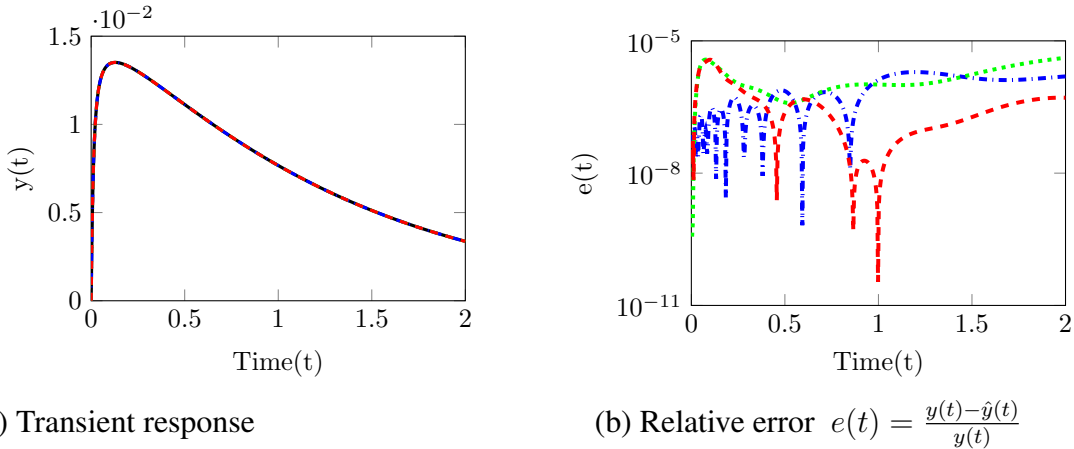 ·10⁻²
1.5
1
0.5
0
y(t)
0 0.5 1 1.5 2
Time(t)
) Transient response
10⁻⁵
10⁻⁸
10⁻¹¹
e(t)
0 0.5 1 1.5 2
Time(t)
(b) Relative error e(t) = \frac{y(t)−ŷ(t)}{y(t)}